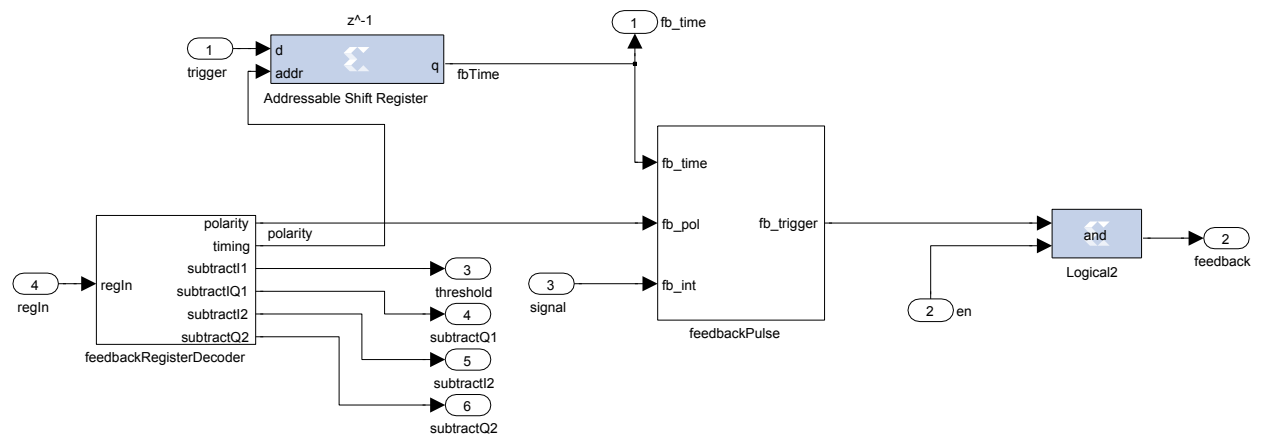 z^-1
1
trigger
d
addr
q
Addressable Shift Register
fbTime
1
fb_time
fb_time
fb_pol
fb_int
fb_trigger
feedbackPulse
polarity
polarity
timing
subtractI1
subtractIQ1
subtractI2
subtractQ2
4
regIn
regIn
feedbackRegisterDecoder
3
threshold
4
subtractQ1
5
subtractI2
6
subtractQ2
3
signal
and
Logical2
2
feedback
2
en